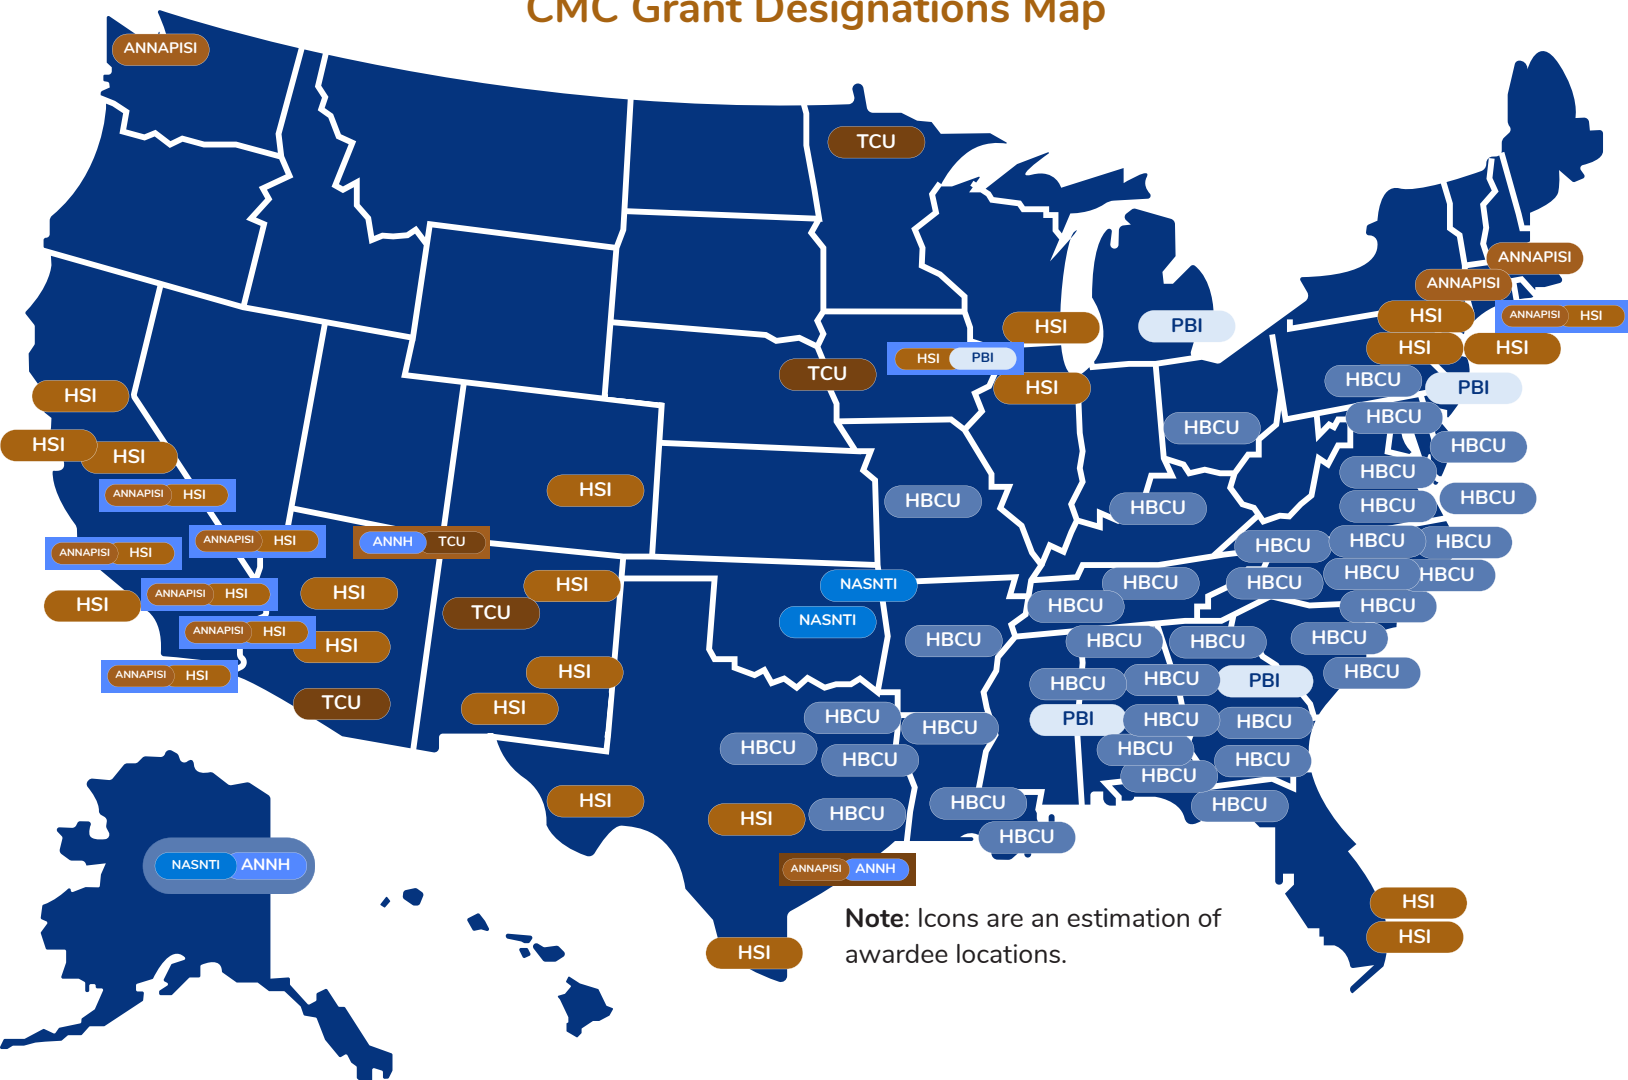 CMC Grant Designations Map
ANNAPISI
TCU
ANNAPISI
ANNAPISI
HSI
ANNAPISI HSI
HSI
PBI
HSI
HSI
HSI PBI
TCU
HBCU
PBI
HSI
HSI
HBCU
HBCU
HSI
HSI
HBCU
HBCU
HSI
ANNAPISI HSI
HBCU
HBCU
HBCU
HBCU
ANNAPISI HSI
ANNH TCU
HBCU
HBCU
HBCU
ANNAPISI HSI
HBCU
HBCU
NASNTI
HSI
HBCU
HBCU
ANNAPISI HSI
HSI
HSI
TCU
HBCU
HBCU
NASNTI
ANNAPISI HSI
HSI
HBCU
HBCU
HBCU
HBCU
ANNAPISI HSI
HSI
HBCU
HBCU
PBI
HBCU
TCU
HSI
HBCU
HBCU
PBI
HBCU
HBCU
HBCU
HBCU
HBCU
HBCU
HBCU
HSI
HBCU
HBCU
HSI
HBCU
HBCU
ANNAPISI ANNH
NASNTI ANNH
HSI
HSI
HSI
Note: Icons are an estimation of
awardee locations.